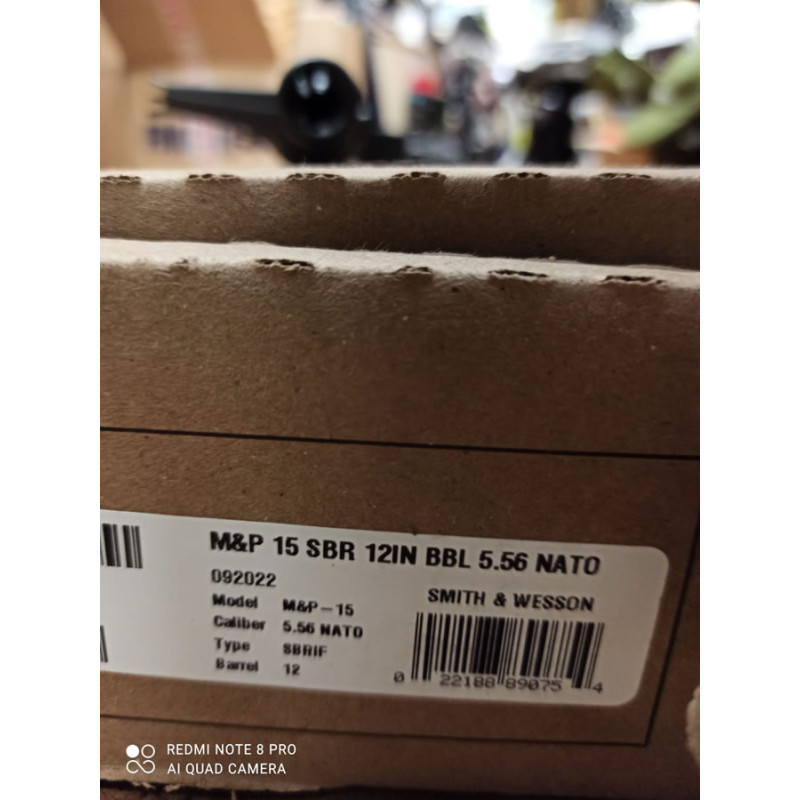 M&P 15 SBR 12IN BBL 5.56 NATO
092022
SMITH & WESSON
Model M&P-15
Caliber 5.56 NATO
Type SBRIF
Barrel 12
0 22188 89075 4
REDMI NOTE 8 PRO
AI QUAD CAMERA